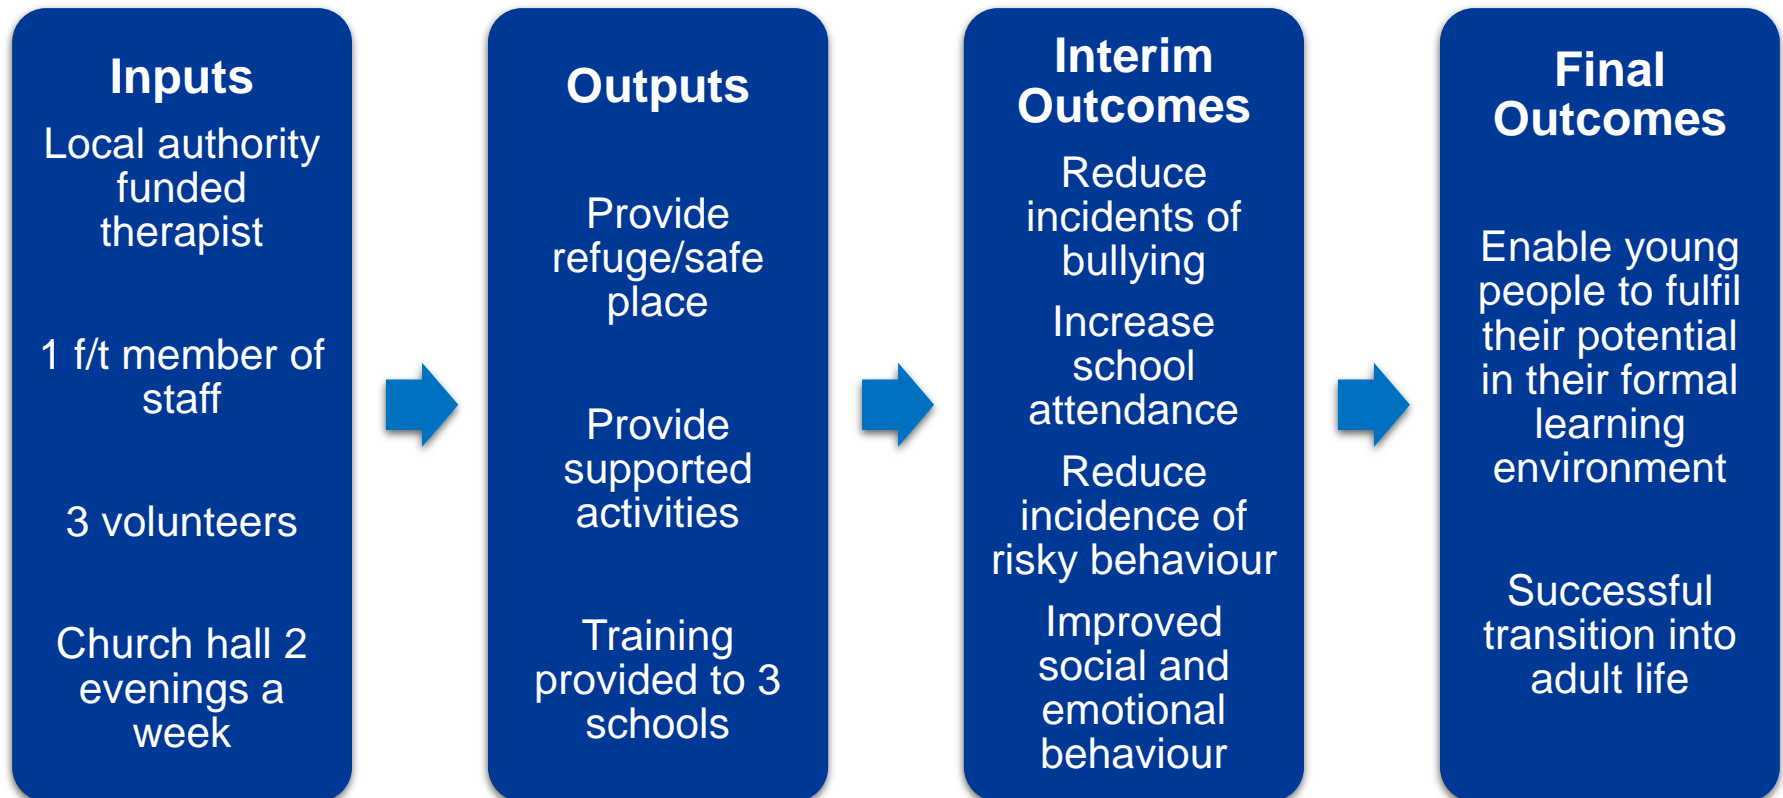 Inputs
Local authority
funded
therapist
1 f/t member of
staff
3 volunteers
Church hall 2
evenings a
week
Outputs
Provide
refuge/safe
place
Provide
supported
activities
Training
provided to 3
schools
Interim
Outcomes
Reduce
incidents of
bullying
Increase
school
attendance
Reduce
incidence of
risky behaviour
Improved
social and
emotional
behaviour
Final
Outcomes
Enable young
people to fulfil
their potential
in their formal
learning
environment
Successful
transition into
adult life